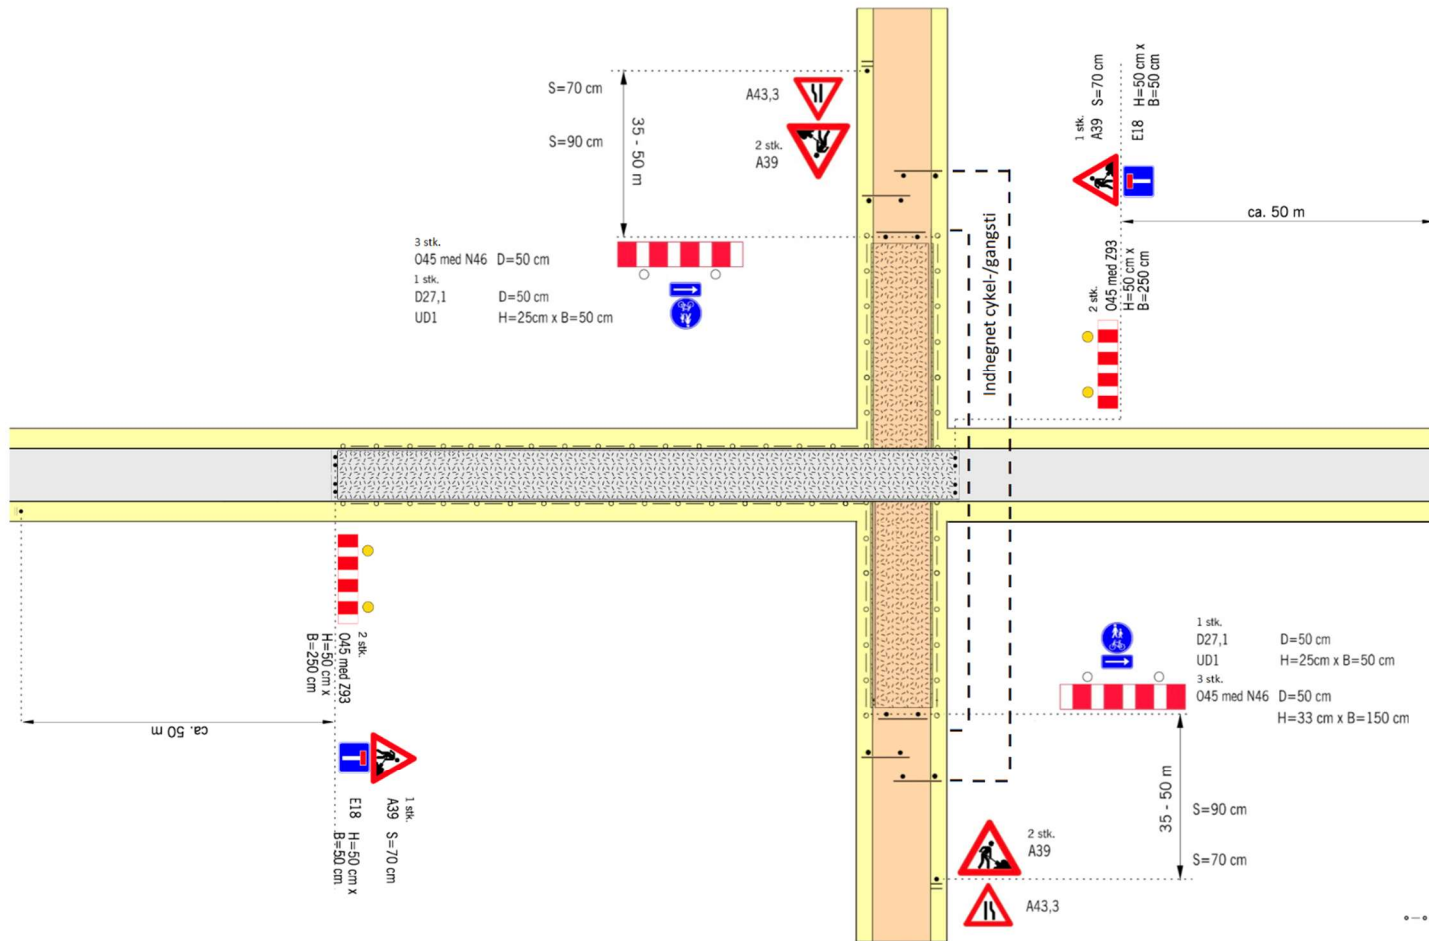 S=70 cm
A43,3
S=90 cm
2 stk.
A39
35 - 50 m
3 stk.
O45 med N46 D=50 cm
1 stk.
D27,1 D=50 cm
UD1 H=25cm x B=50 cm
Indhegnet cykel-/gangsti
1 stk.
A39 S=70 cm
E18 H=50 cm x
B=50 cm
ca. 50 m
2 stk.
O45 med Z93
H=50 cm x
B=250 cm
2 stk.
O45 med Z93
H=50 cm x
B=250 cm
ca. 50 m
1 stk.
A39 S=70 cm
E18 H=50 cm x
B=50 cm
1 stk.
D27,1 D=50 cm
UD1 H=25cm x B=50 cm
3 stk.
O45 med N46 D=50 cm
H=33 cm x B=150 cm
35 - 50 m
S=90 cm
2 stk.
A39
S=70 cm
A43,3